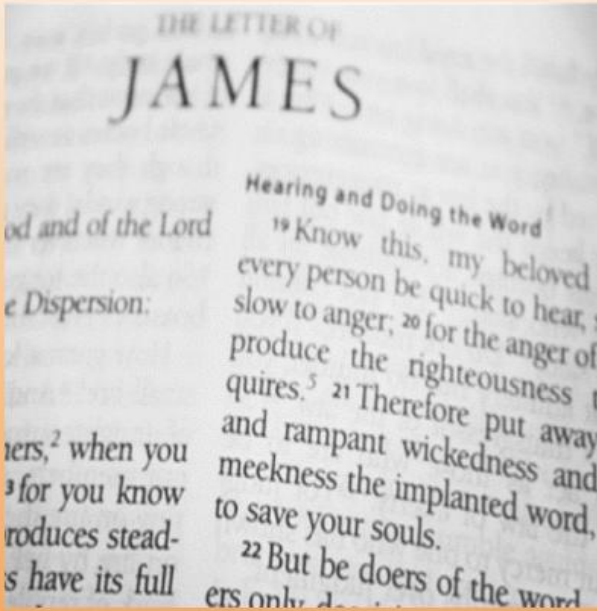 THE LETTER OF
JAMES
od and of the Lord
e Dispersion:
ners,² when you
³ for you know
roduces stead-
s have its full
Hearing and Doing the Word
¹⁹ Know this, my beloved
every person be quick to hear,
slow to anger; ²⁰ for the anger of
produce the righteousness
quires.⁵ ²¹ Therefore put away
and rampant wickedness and
meekness the implanted word,
to save your souls.
²² But be doers of the word
ers only,